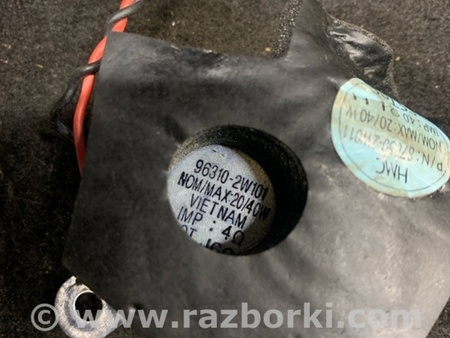 96310-2W101
NOM/MAX:20/40W
VIETNAM
IMP : 4Ω
HMC
NOM/MAX:20/40W
www.razborki.com